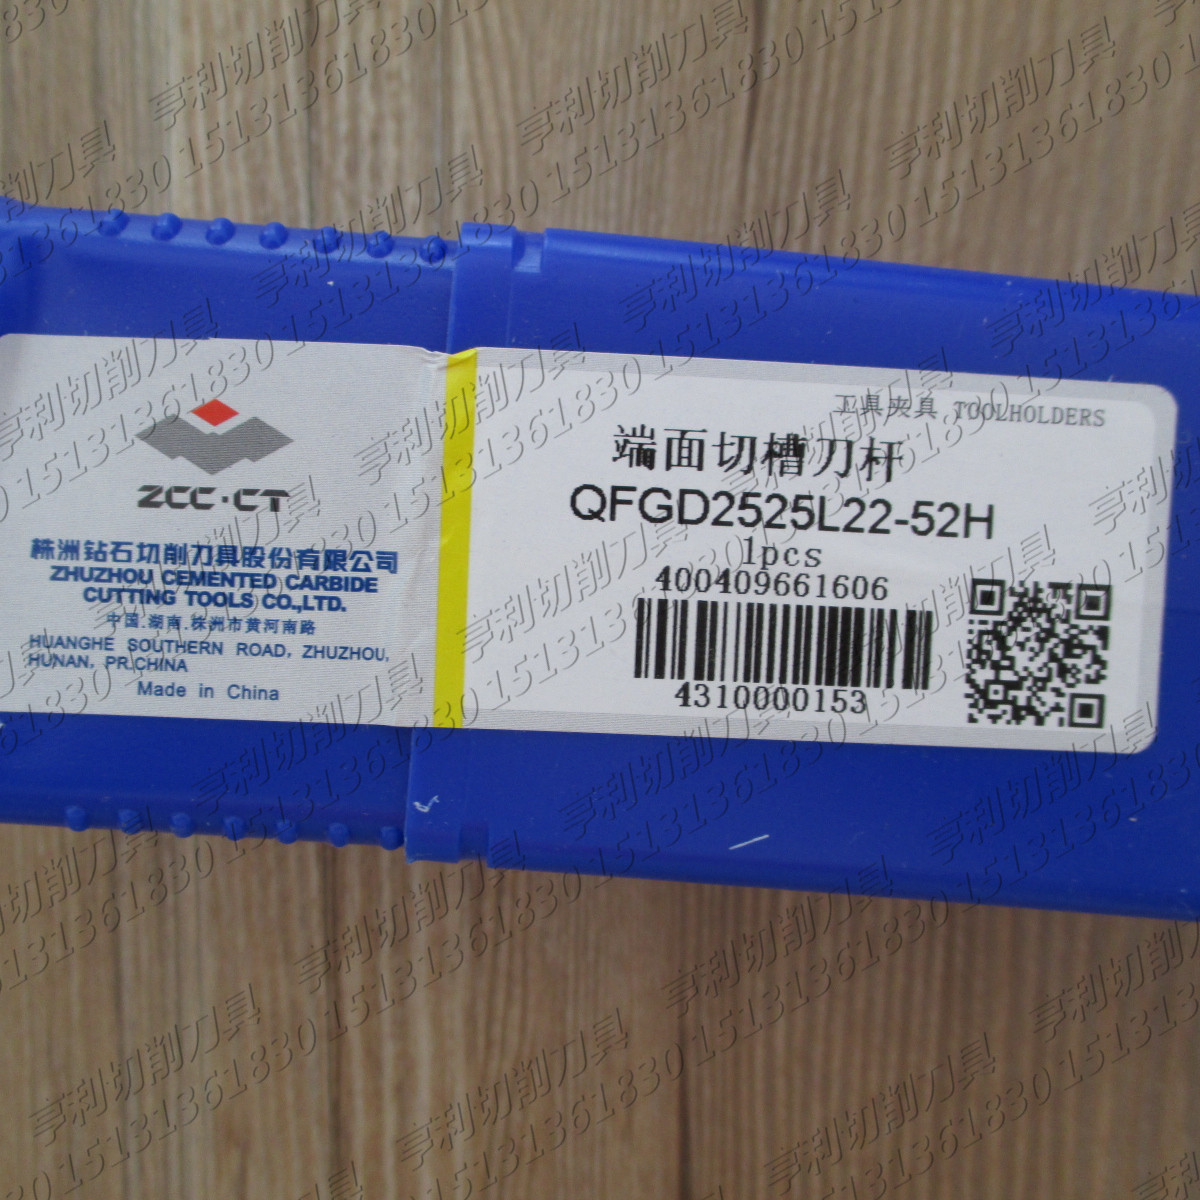 ZCC·CT
株洲钻石切削刀具股份有限公司
ZHUZHOU CEMENTED CARBIDE
CUTTING TOOLS CO.,LTD.
中国.湖南.株洲市黄河南路
HUANGHE SOUTHERN ROAD, ZHUZHOU,
HUNAN, PR.CHINA
Made in China
工具夹具 TOOLHOLDERS
端面切槽刀杆
QFGD2525L22-52H
1pcs
400409661606
4310000153
亨利切削刀具
15131361830